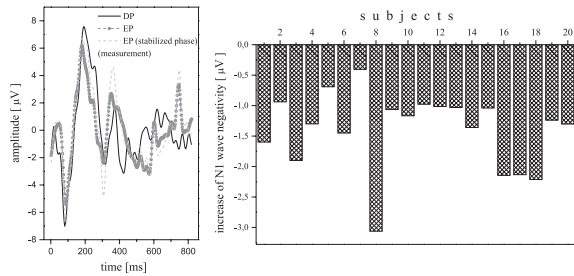 DP
EP
EP (stabilized phase)
(measurement)
8
6
4
2
0
-2
-4
-6
-8
amplitude [ μV ]
0 200 400 600 800
time [ms]
s u b j e c t s
2 4 6 8 10 12 14 16 18 20
0,0
-0,5
-1,0
-1,5
-2,0
-2,5
-3,0
increase of N1 wave negativity [ μV ]